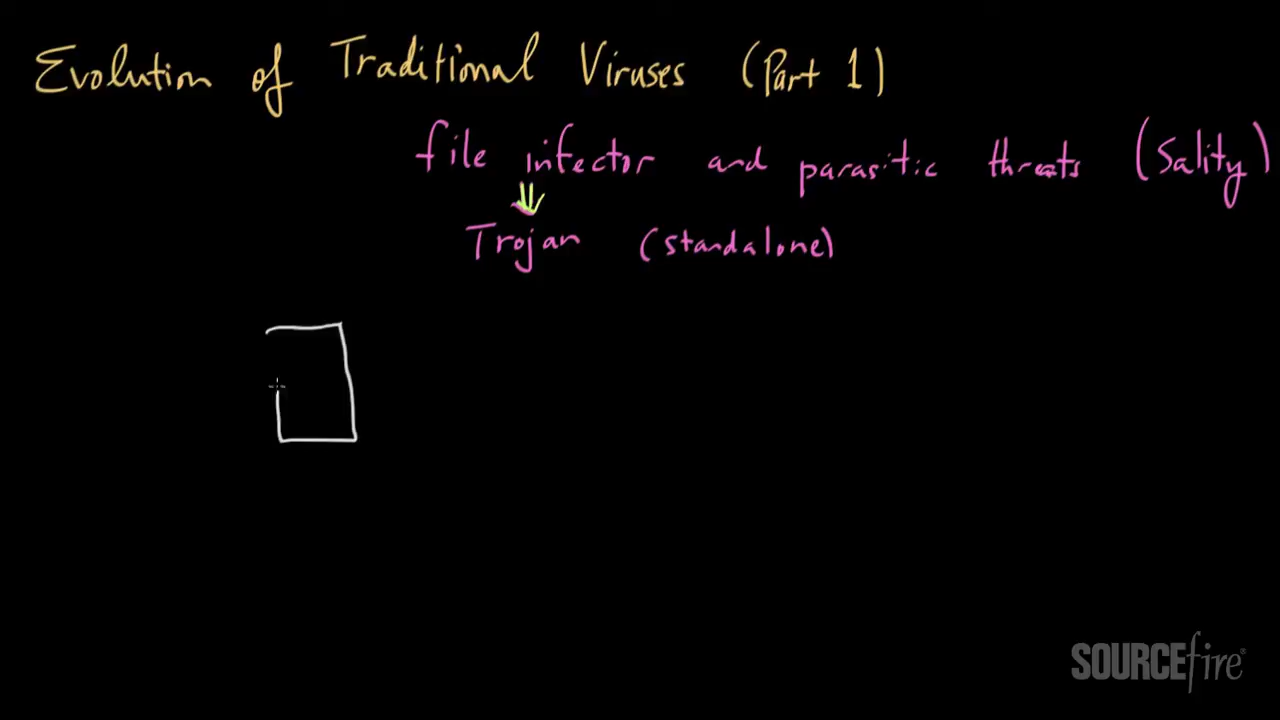 Evolution of Traditional Viruses (Part 1)
file infector and parasitic threats (Sality)
Trojan (standalone)
SOURCEfire®